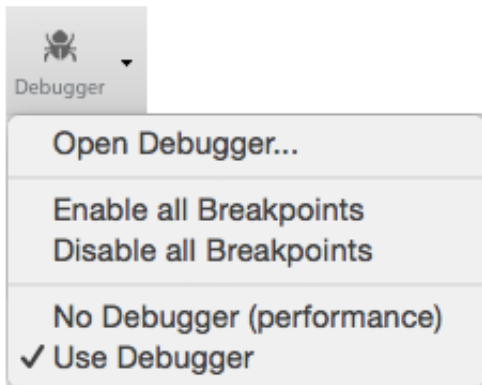 Debugger
Open Debugger...
Enable all Breakpoints
Disable all Breakpoints
No Debugger (performance)
✓ Use Debugger